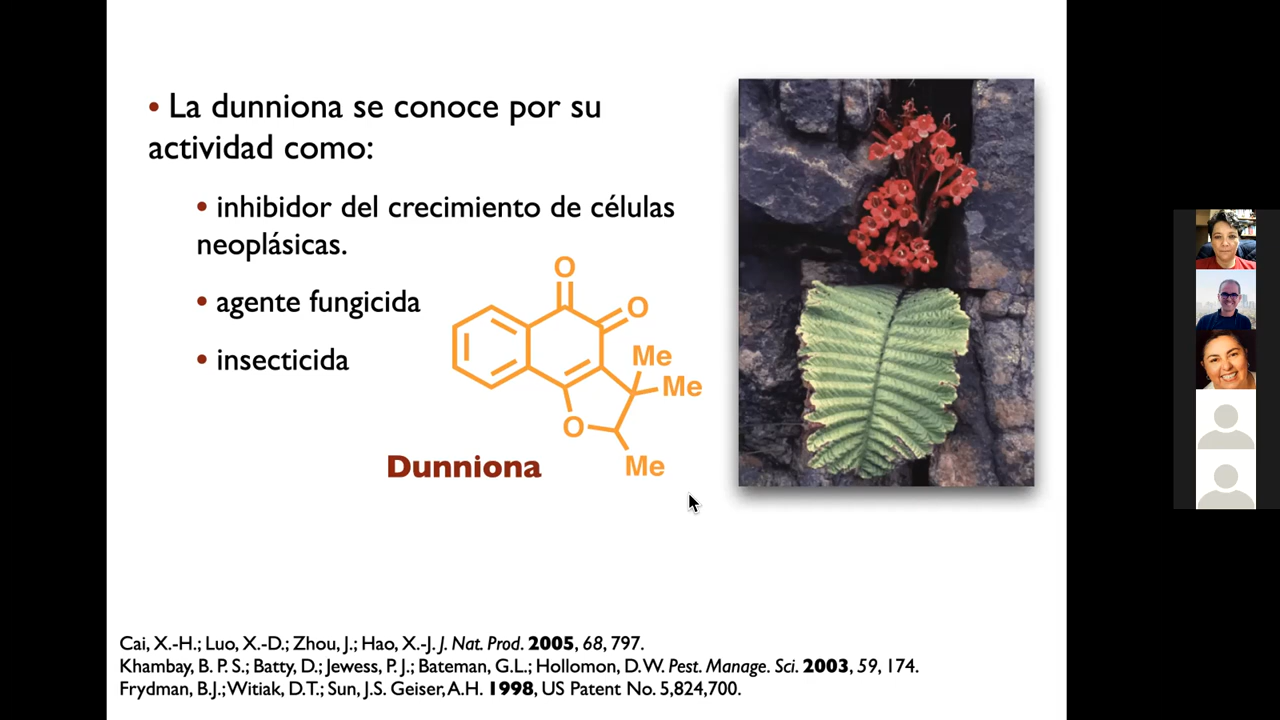 • La dunniona se conoce por su
actividad como:
• inhibidor del crecimiento de células
neoplásicas.
• agente fungicida
• insecticida
O
O
Me
Me
O
Me
Dunniona
Cai, X.-H.; Luo, X.-D.; Zhou, J.; Hao, X.-J. J. Nat. Prod. 2005, 68, 797.
Khambay, B. P. S.; Batty, D.; Jewess, P. J.; Bateman, G.L.; Hollomon, D.W. Pest. Manage. Sci. 2003, 59, 174.
Frydman, B.J.; Witiak, D.T.; Sun, J.S. Geiser, A.H. 1998, US Patent No. 5,824,700.